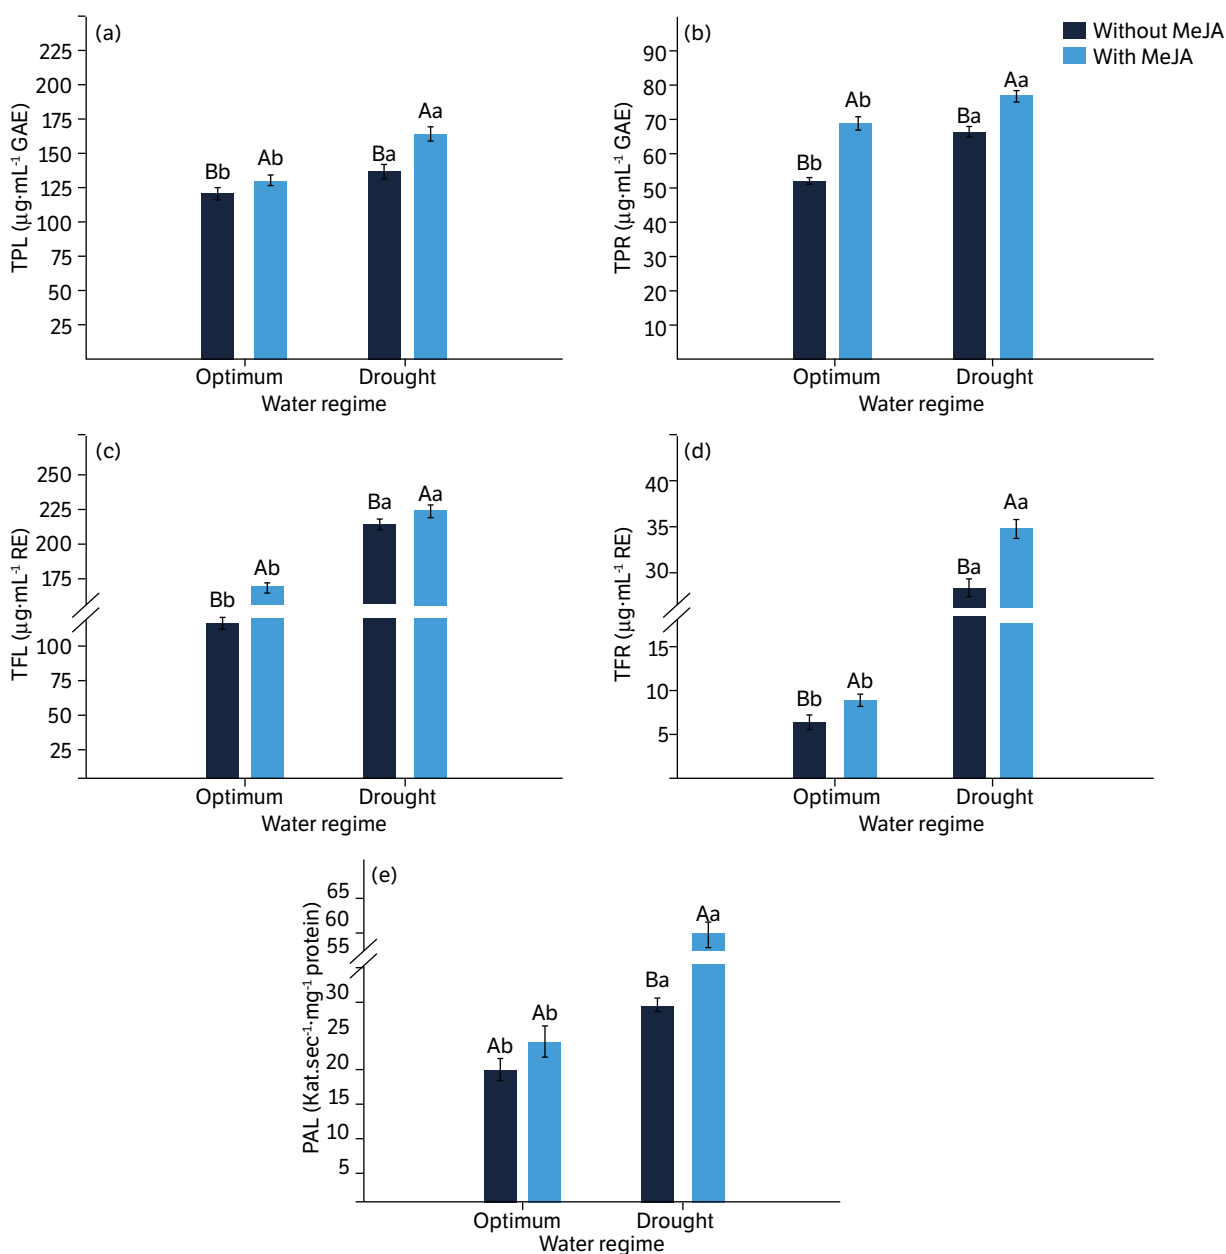 (a)
TPL (µg·mL⁻¹ GAE)
225
200
175
150
125
100
75
50
25
Bb
Ab
Ba
Aa
Optimum
Drought
Water regime
(b)
Without MeJA
With MeJA
TPR (µg·mL⁻¹ GAE)
90
80
70
60
50
40
30
20
10
Bb
Ab
Ba
Aa
Optimum
Drought
Water regime
(c)
TFL (µg·mL⁻¹ RE)
250
225
200
175
100
75
50
25
Bb
Ab
Ba
Aa
Optimum
Drought
Water regime
(d)
TFR (µg·mL⁻¹ RE)
40
35
30
15
10
5
Bb
Ab
Ba
Aa
Optimum
Drought
Water regime
(e)
PAL (Kat.sec⁻¹·mg⁻¹ protein)
65
60
55
30
25
20
15
10
5
Ab
Ab
Ba
Aa
Optimum
Drought
Water regime